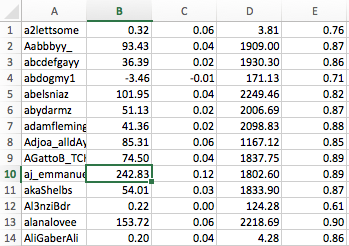 A B C D E
1 a2lettsome 0.32 0.06 3.81 0.76
2 Aabbbyy_ 93.43 0.04 1909.00 0.87
3 abcdefgayy 36.39 0.02 1930.30 0.86
4 abdogmy1 -3.46 -0.01 171.13 0.71
5 abelsniaz 101.95 0.04 2249.46 0.82
6 abydarmz 51.13 0.02 2006.69 0.87
7 adamfleming 41.36 0.02 2098.83 0.88
8 Adjoa_alldAy 85.31 0.06 1167.12 0.85
9 AGattoB_TCH 74.50 0.04 1837.75 0.89
10 aj_emmanue 242.83 0.12 1802.60 0.89
11 akaShelbs 54.01 0.03 1833.90 0.87
12 Al3nziBdr 0.22 0.00 124.28 0.61
13 alanalovee 153.72 0.06 2218.69 0.90
14 AliGaberAli 0.20 0.04 4.28 0.86